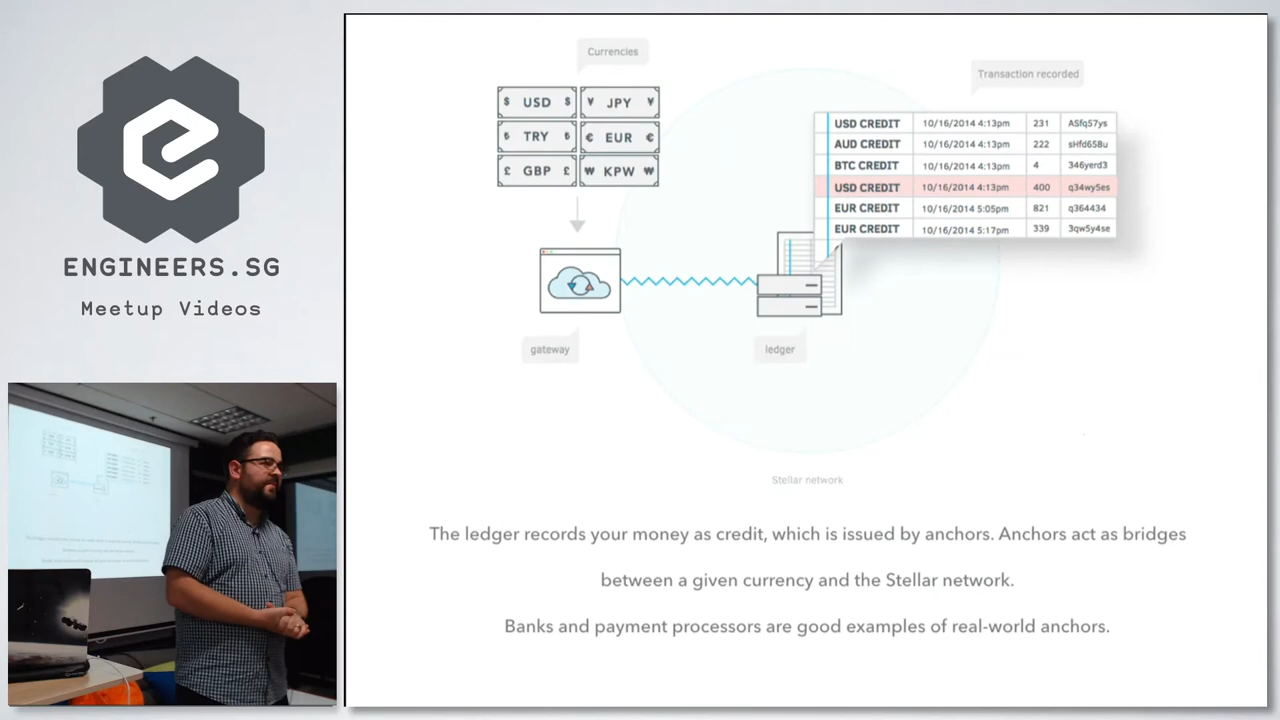 ENGINEERS.SG
Meetup Videos
Currencies
$ USD $
¥ JPY ¥
₺ TRY ₺
€ EUR €
£ GBP £
₩ KPW ₩
gateway
ledger
Transaction recorded
USD CREDIT 10/16/2014 4:13pm 231 ASfq57ys
AUD CREDIT 10/16/2014 4:13pm 222 sHfd658u
BTC CREDIT 10/16/2014 4:13pm 4 346yerd3
USD CREDIT 10/16/2014 4:13pm 400 q34wy5es
EUR CREDIT 10/16/2014 5:05pm 821 q364434
EUR CREDIT 10/16/2014 5:17pm 339 3qw5y4se
Stellar network
The ledger records your money as credit, which is issued by anchors. Anchors act as bridges
between a given currency and the Stellar network.
Banks and payment processors are good examples of real-world anchors.